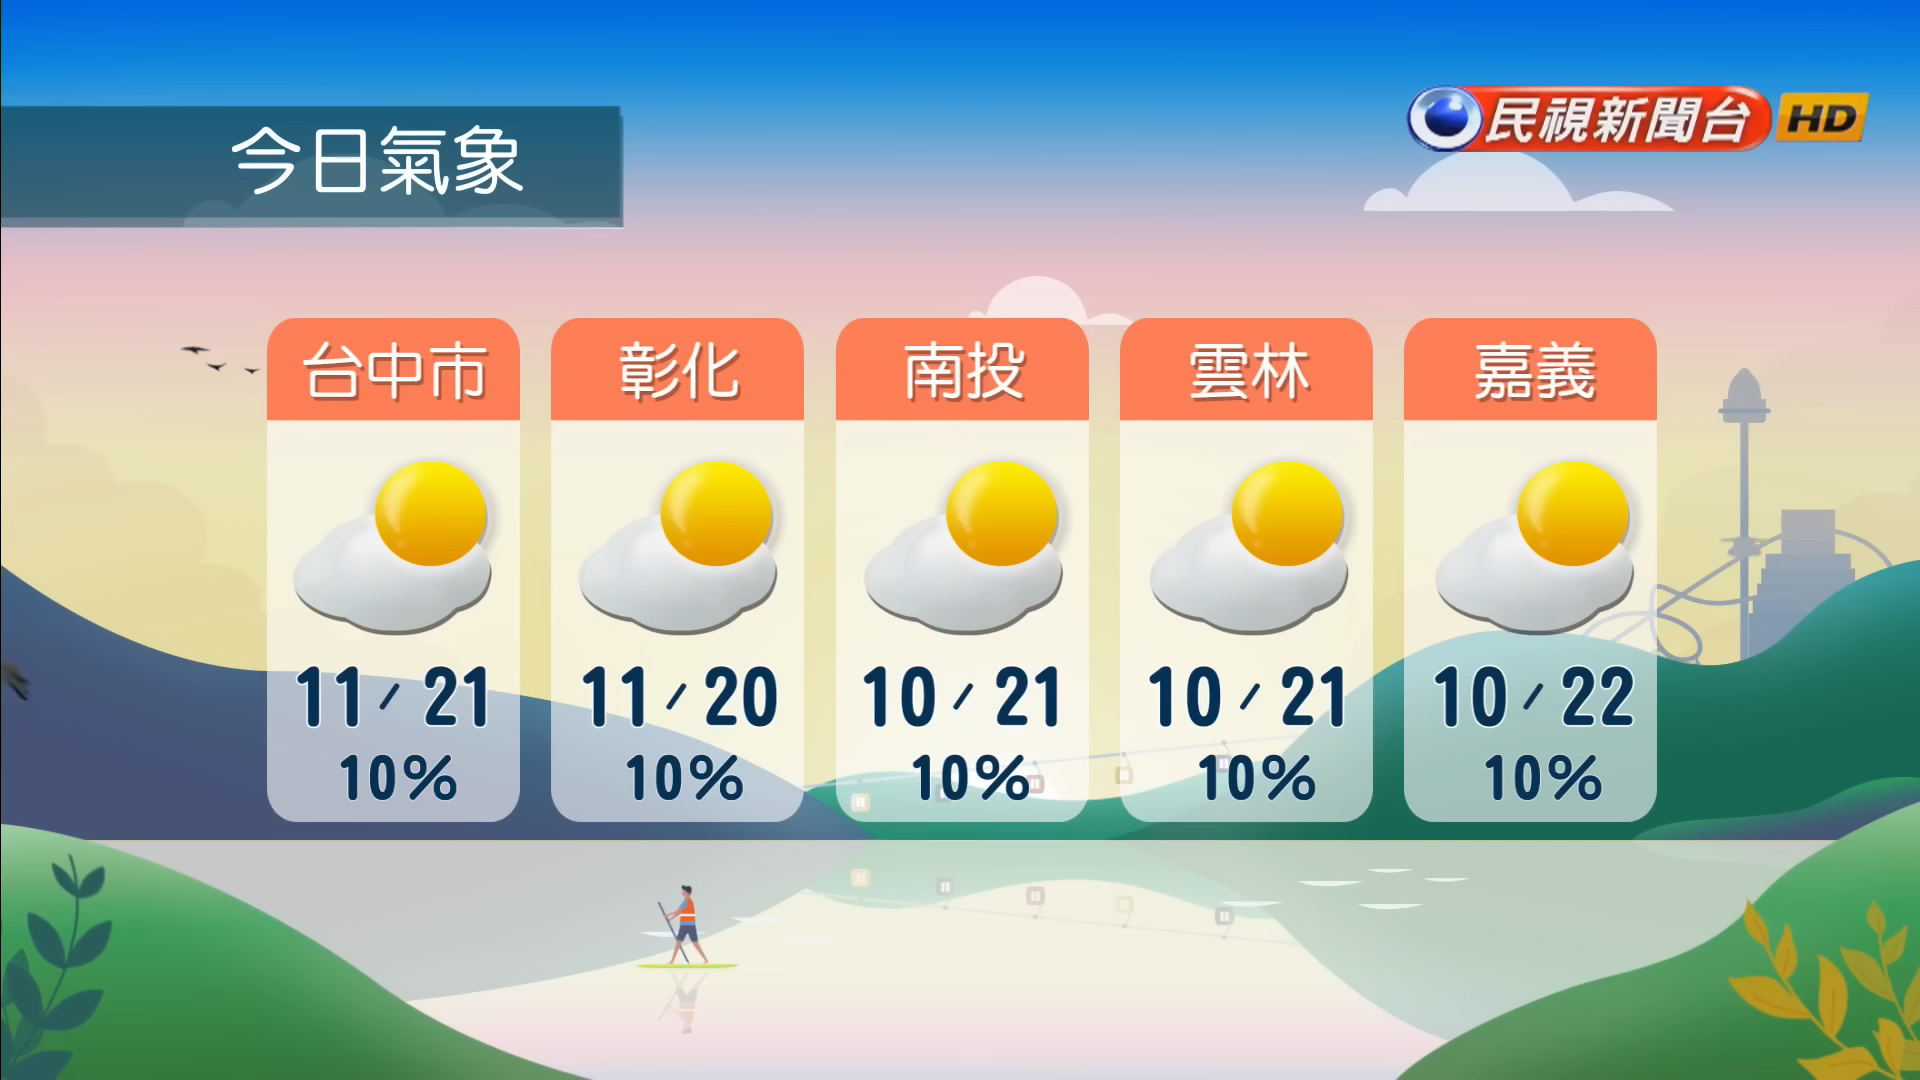 民視新聞台 HD
今日氣象
台中市 彰化 南投 雲林 嘉義
11/21 11/20 10/21 10/21 10/22
10% 10% 10% 10% 10%